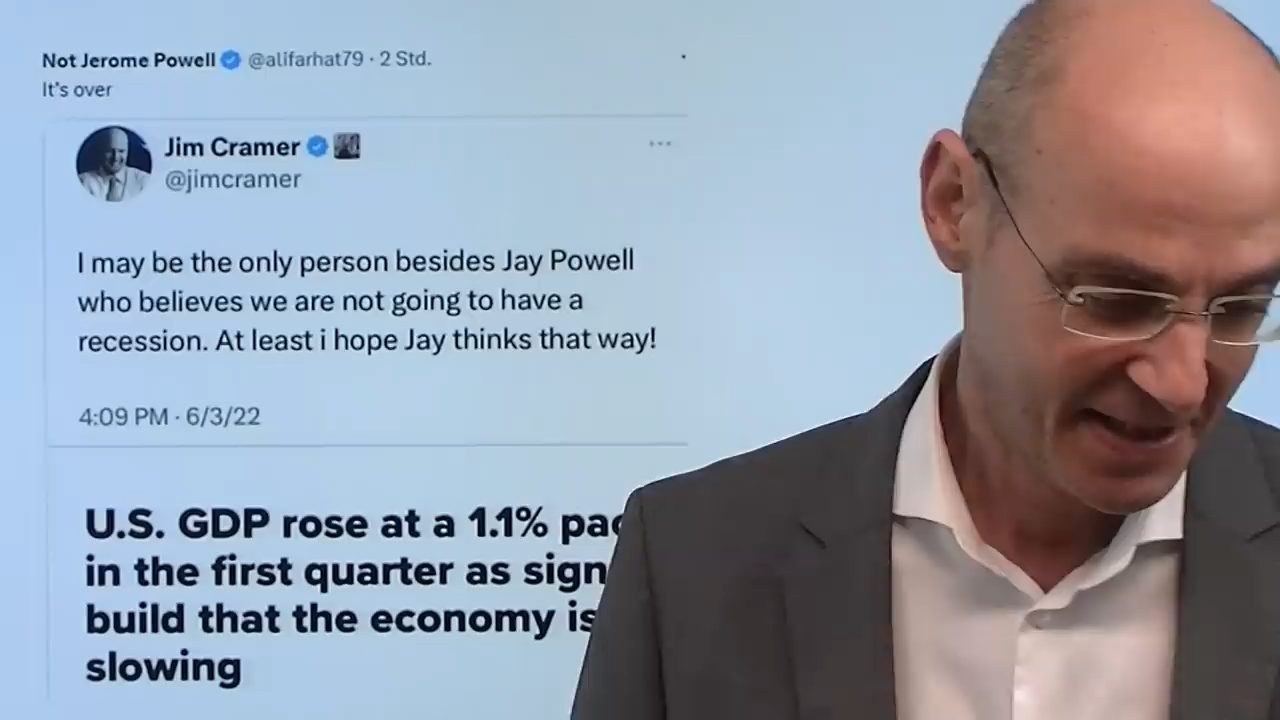 Not Jerome Powell @alifarhat79 · 2 Std.
It's over
Jim Cramer
@jimcramer
I may be the only person besides Jay Powell
who believes we are not going to have a
recession. At least i hope Jay thinks that way!
4:09 PM · 6/3/22
U.S. GDP rose at a 1.1%
in the first quarter as
build that the economy is
slowing